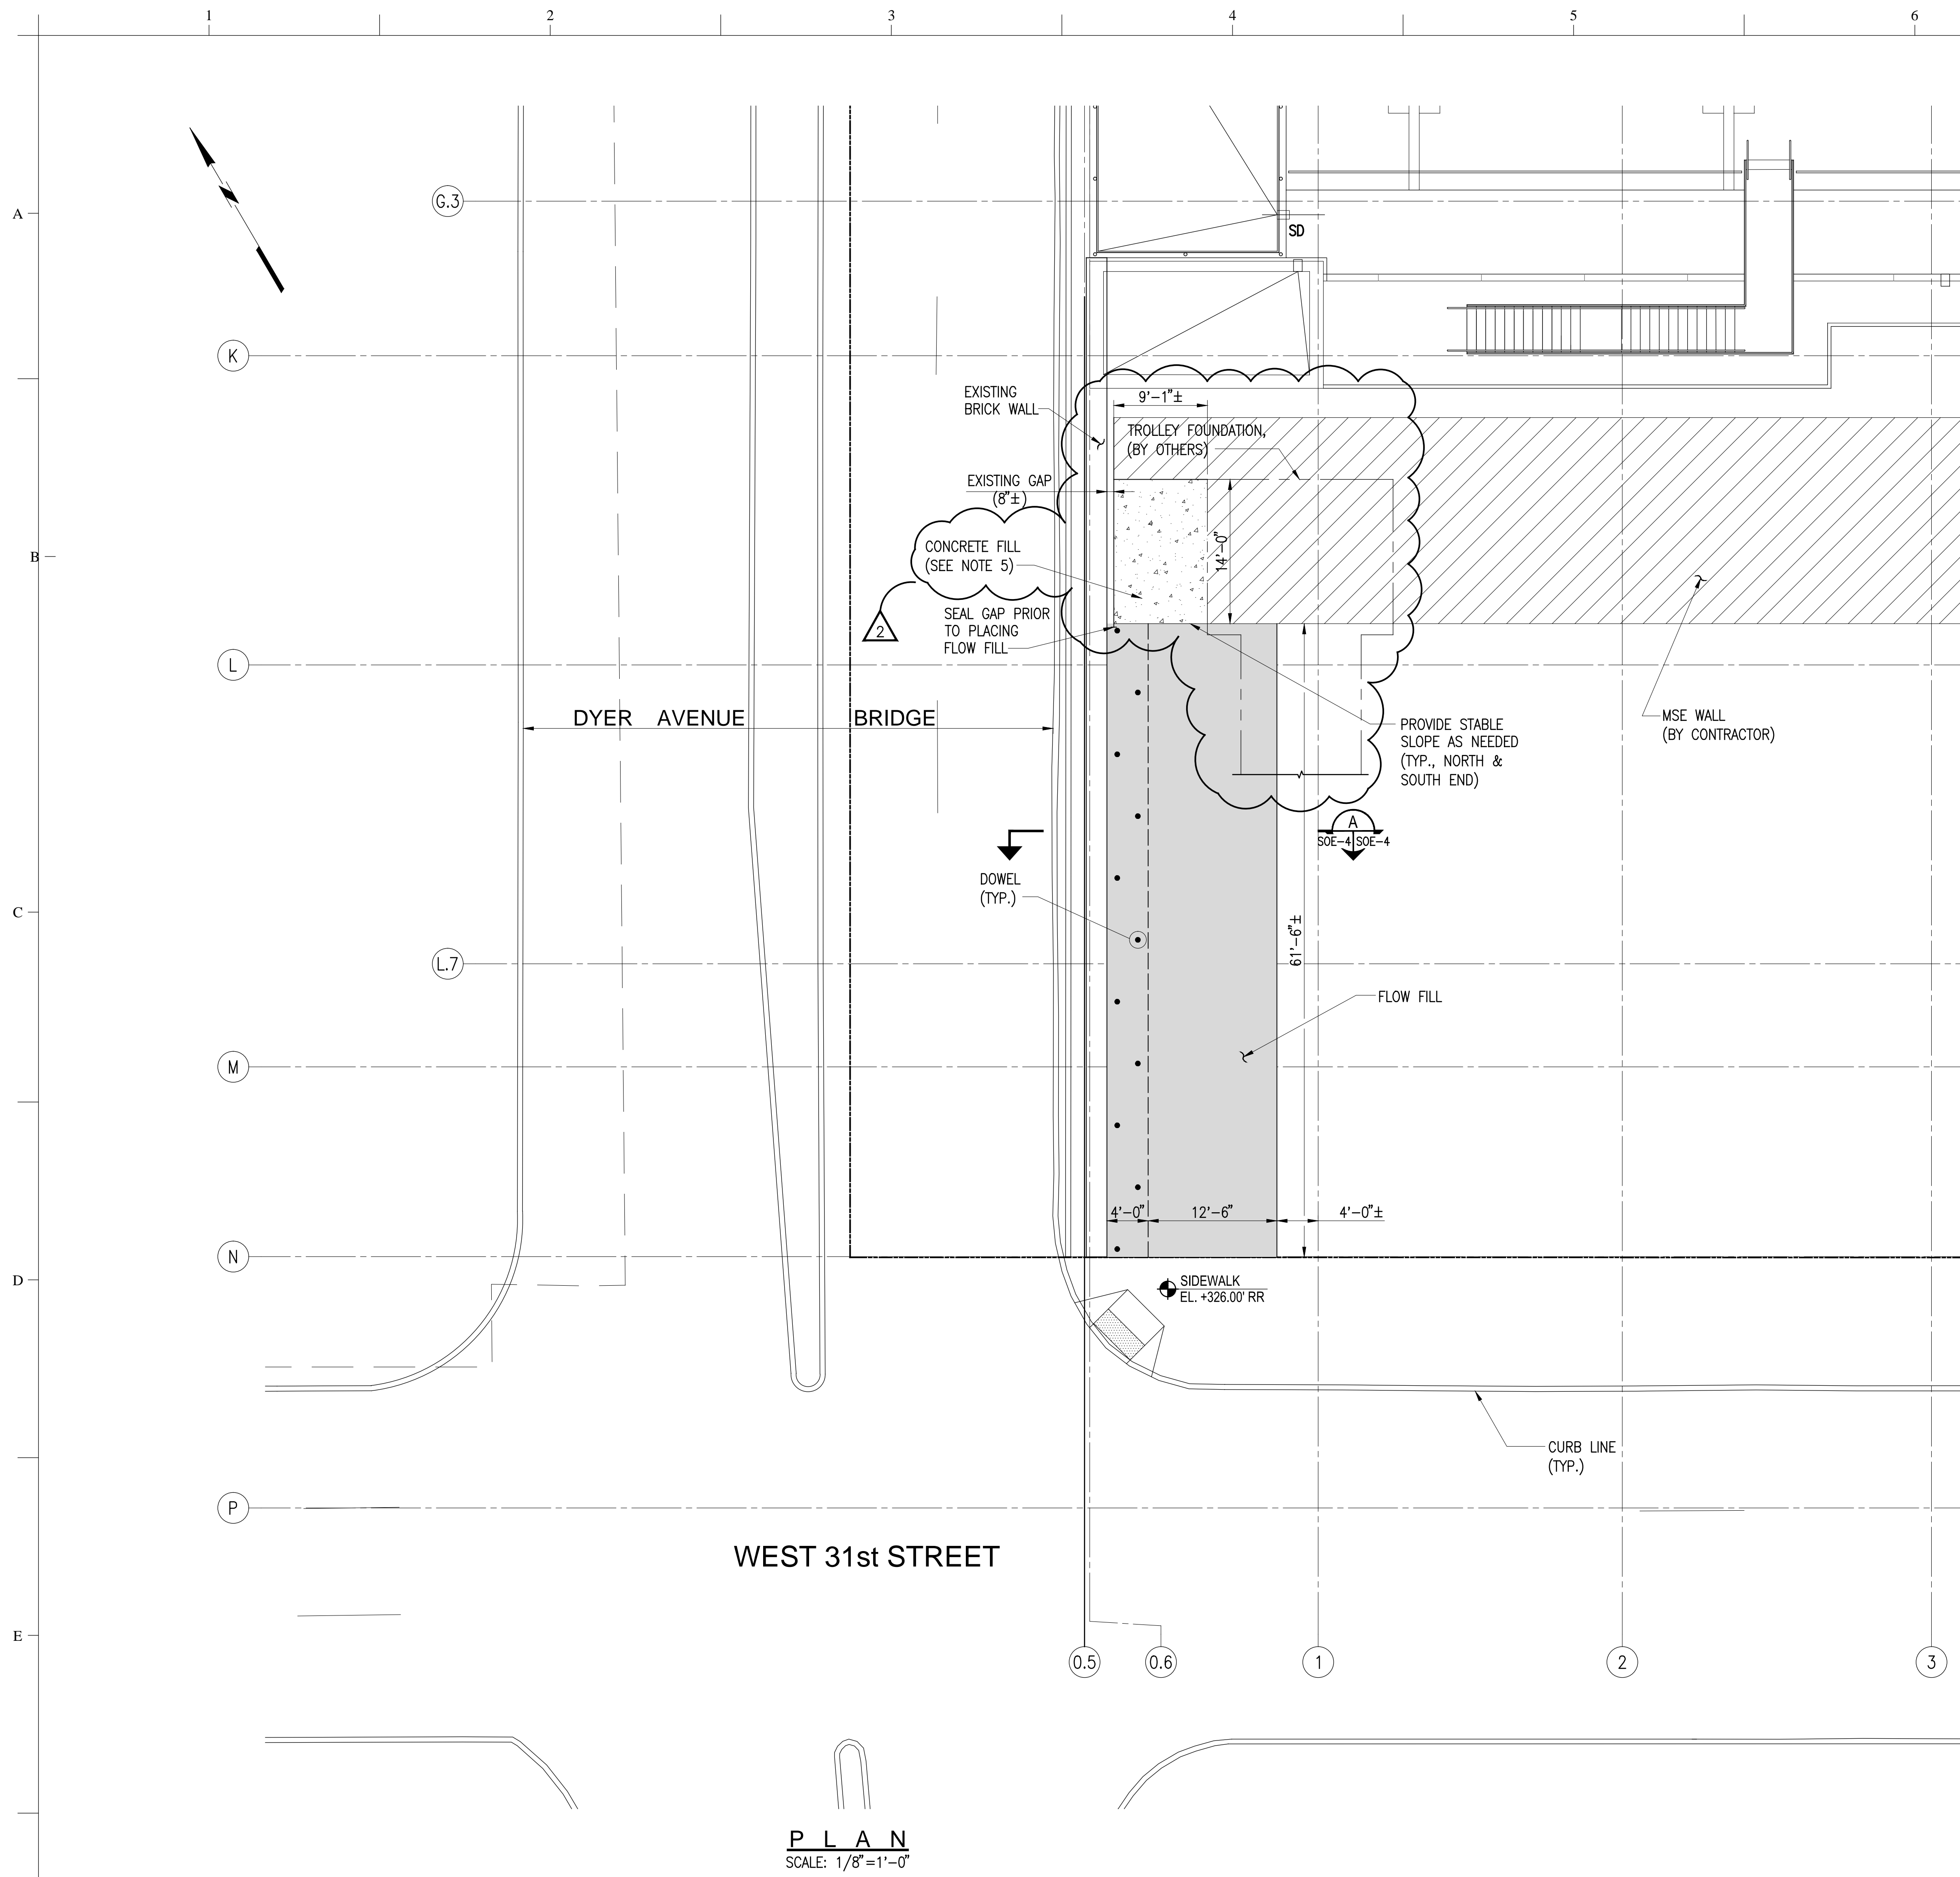 1
2
3
4
5
6
A
G.3
SD
K
EXISTING
BRICK WALL
9'-1"±
TROLLEY FOUNDATION,
(BY OTHERS)
EXISTING GAP
(8"±)
B
CONCRETE FILL
(SEE NOTE 5)
14'-0"
2
SEAL GAP PRIOR
TO PLACING
FLOW FILL
L
DYER AVENUE BRIDGE
PROVIDE STABLE
SLOPE AS NEEDED
(TYP., NORTH &
SOUTH END)
MSE WALL
(BY CONTRACTOR)
A
SOE-4 SOE-4
DOWEL
(TYP.)
C
61'-6"±
L.7
FLOW FILL
M
4'-0"
12'-6"
4'-0"±
N
D
SIDEWALK
EL. +326.00' RR
CURB LINE
(TYP.)
P
WEST 31st STREET
E
0.5
0.6
1
2
3
PLAN
SCALE: 1/8"=1'-0"